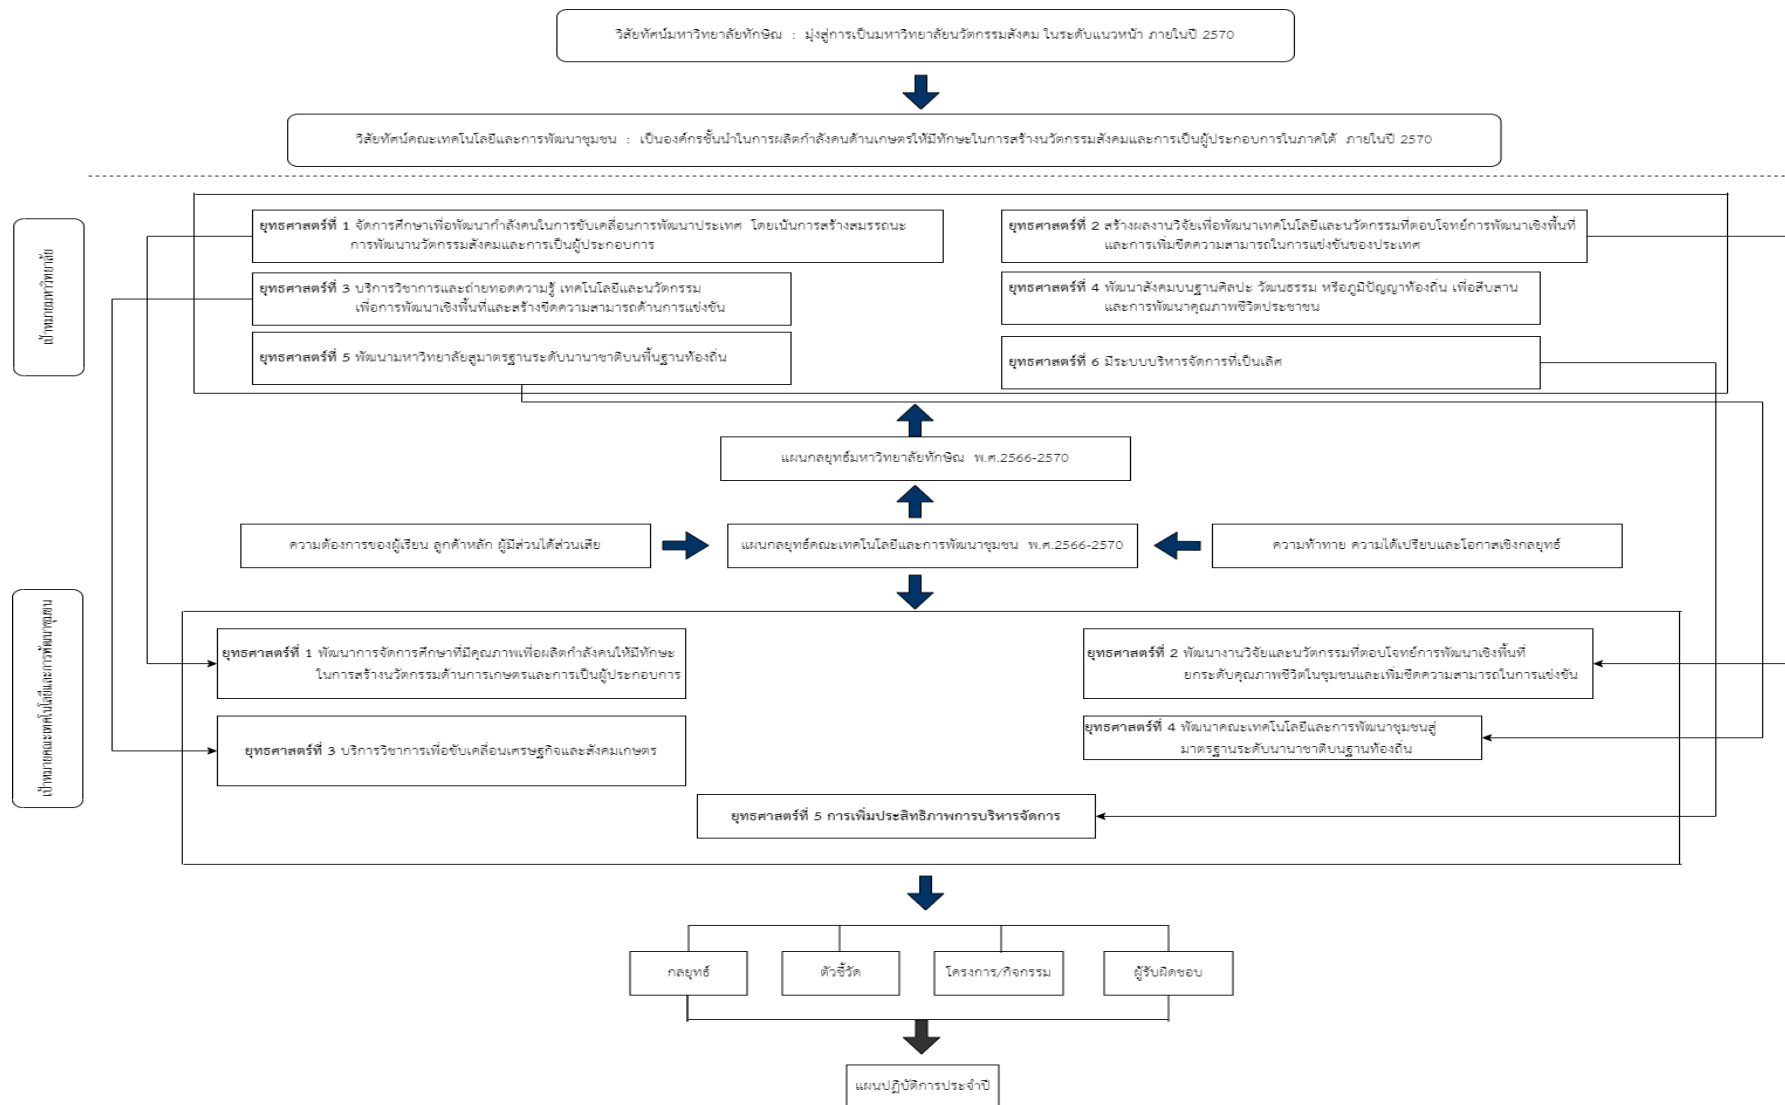 วิสัยทัศน์มหาวิทยาลัยทักษิณ : มุ่งสู่การเป็นมหาวิทยาลัยนวัตกรรมสังคม ในระดับแนวหน้า ภายในปี 2570
วิสัยทัศน์คณะเทคโนโลยีและการพัฒนาชุมชน : เป็นองค์กรชั้นนำในการผลิตกำลังคนด้านเกษตรให้มีทักษะในการสร้างนวัตกรรมสังคมและการเป็นผู้ประกอบการในภาคใต้ ภายในปี 2570
เป้าหมายมหาวิทยาลัย
ยุทธศาสตร์ที่ 1 จัดการศึกษาเพื่อพัฒนากำลังคนในการขับเคลื่อนการพัฒนาประเทศ โดยเน้นการสร้างสมรรถนะ
การพัฒนานวัตกรรมสังคมและการเป็นผู้ประกอบการ
ยุทธศาสตร์ที่ 2 สร้างผลงานวิจัยเพื่อพัฒนาเทคโนโลยีและนวัตกรรมที่ตอบโจทย์การพัฒนาเชิงพื้นที่
และการเพิ่มขีดความสามารถในการแข่งขันของประเทศ
ยุทธศาสตร์ที่ 3 บริการวิชาการและถ่ายทอดความรู้ เทคโนโลยีและนวัตกรรม
เพื่อการพัฒนาเชิงพื้นที่และสร้างขีดความสามารถด้านการแข่งขัน
ยุทธศาสตร์ที่ 4 พัฒนาสังคมบนฐานศิลปะ วัฒนธรรม หรือภูมิปัญญาท้องถิ่น เพื่อสืบสาน
และการพัฒนาคุณภาพชีวิตประชาชน
ยุทธศาสตร์ที่ 5 พัฒนามหาวิทยาลัยสู่มาตรฐานระดับนานาชาติบนพื้นฐานท้องถิ่น
ยุทธศาสตร์ที่ 6 มีระบบบริหารจัดการที่เป็นเลิศ
แผนกลยุทธ์มหาวิทยาลัยทักษิณ พ.ศ.2566-2570
ความต้องการของผู้เรียน ลูกค้าหลัก ผู้มีส่วนได้ส่วนเสีย
แผนกลยุทธ์คณะเทคโนโลยีและการพัฒนาชุมชน พ.ศ.2566-2570
ความท้าทาย ความได้เปรียบและโอกาสเชิงกลยุทธ์
เป้าหมายคณะเทคโนโลยีและการพัฒนาชุมชน
ยุทธศาสตร์ที่ 1 พัฒนาการจัดการศึกษาที่มีคุณภาพเพื่อผลิตกำลังคนให้มีทักษะ
ในการสร้างนวัตกรรมด้านการเกษตรและการเป็นผู้ประกอบการ
ยุทธศาสตร์ที่ 2 พัฒนางานวิจัยและนวัตกรรมที่ตอบโจทย์การพัฒนาเชิงพื้นที่
ยกระดับคุณภาพชีวิตในชุมชนและเพิ่มขีดความสามารถในการแข่งขัน
ยุทธศาสตร์ที่ 3 บริการวิชาการเพื่อขับเคลื่อนเศรษฐกิจและสังคมเกษตร
ยุทธศาสตร์ที่ 4 พัฒนาคณะเทคโนโลยีและการพัฒนาชุมชนสู่
มาตรฐานระดับนานาชาติบนฐานท้องถิ่น
ยุทธศาสตร์ที่ 5 การเพิ่มประสิทธิภาพการบริหารจัดการ
กลยุทธ์
ตัวชี้วัด
โครงการ/กิจกรรม
ผู้รับผิดชอบ
แผนปฏิบัติการประจำปี